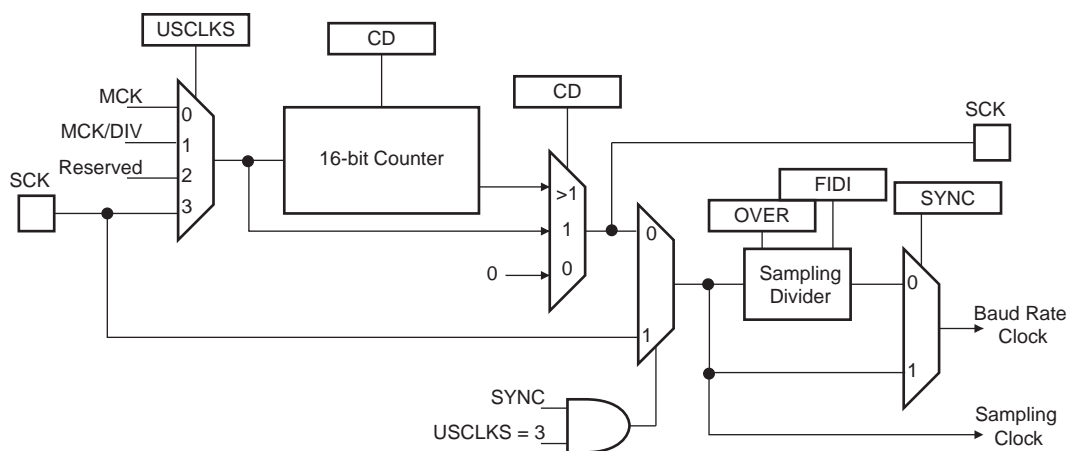 USCLKS
CD
CD
SCK
MCK
0
MCK/DIV
1
16-bit Counter
Reserved
2
SCK
3
>1
FIDI
OVER
SYNC
1
0
0
0
Sampling
Divider
0
Baud Rate
Clock
1
1
SYNC
USCLKS = 3
Sampling
Clock